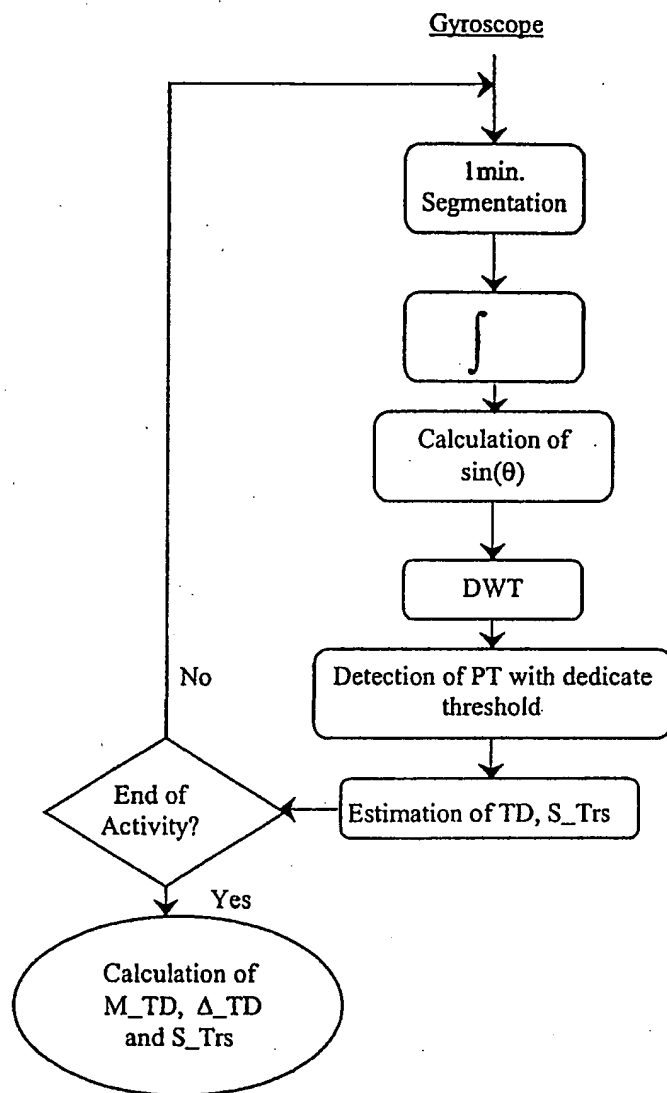 Gyroscope
1min.
Segmentation
∫
Calculation of
sin(θ)
DWT
Detection of PT with dedicate
threshold
Estimation of TD, S_Trs
No
End of
Activity?
Yes
Calculation of
M_TD, Δ_TD
and S_Trs